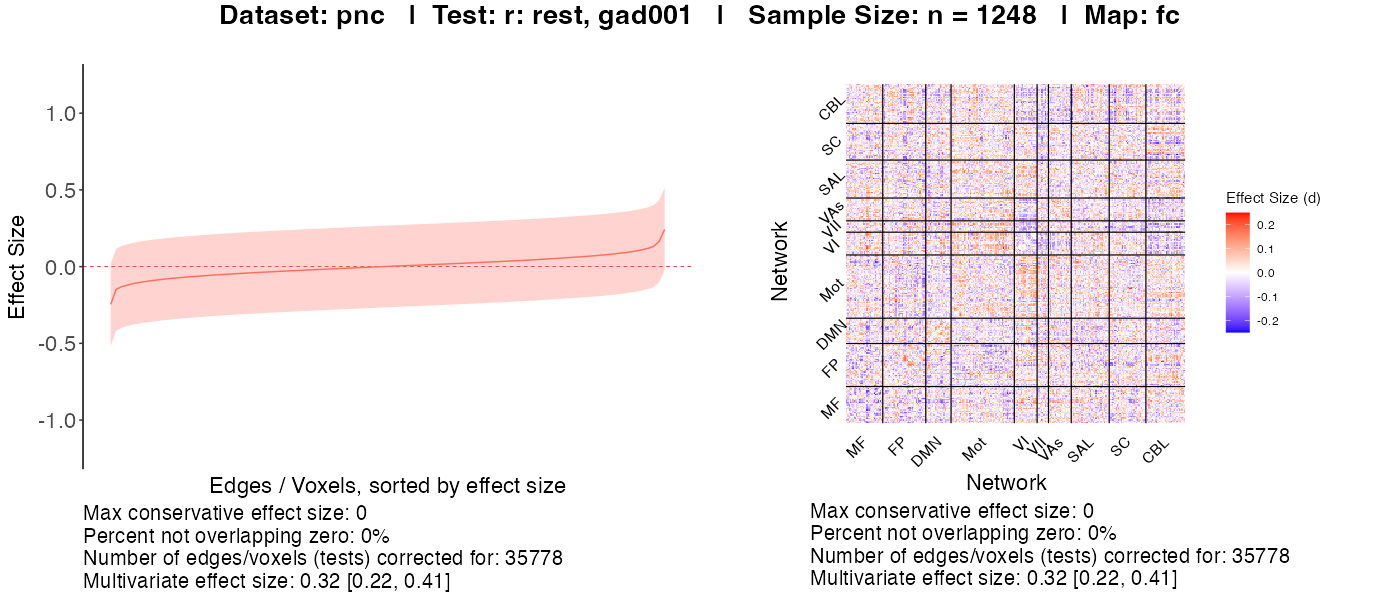 Dataset: pnc | Test: r: rest, gad001 | Sample Size: n = 1248 | Map: fc
1.0
0.5
0.0
-0.5
-1.0
Effect Size
Edges / Voxels, sorted by effect size
Max conservative effect size: 0
Percent not overlapping zero: 0%
Number of edges/voxels (tests) corrected for: 35778
Multivariate effect size: 0.32 [0.22, 0.41]
Network
CBL
SC
SAL
VAs
VII
VI
Mot
DMN
FP
MF
MF
FP
DMN
Mot
VI
VII
VAs
SAL
SC
CBL
Network
Effect Size (d)
0.2
0.1
0.0
-0.1
-0.2
Max conservative effect size: 0
Percent not overlapping zero: 0%
Number of edges/voxels (tests) corrected for: 35778
Multivariate effect size: 0.32 [0.22, 0.41]